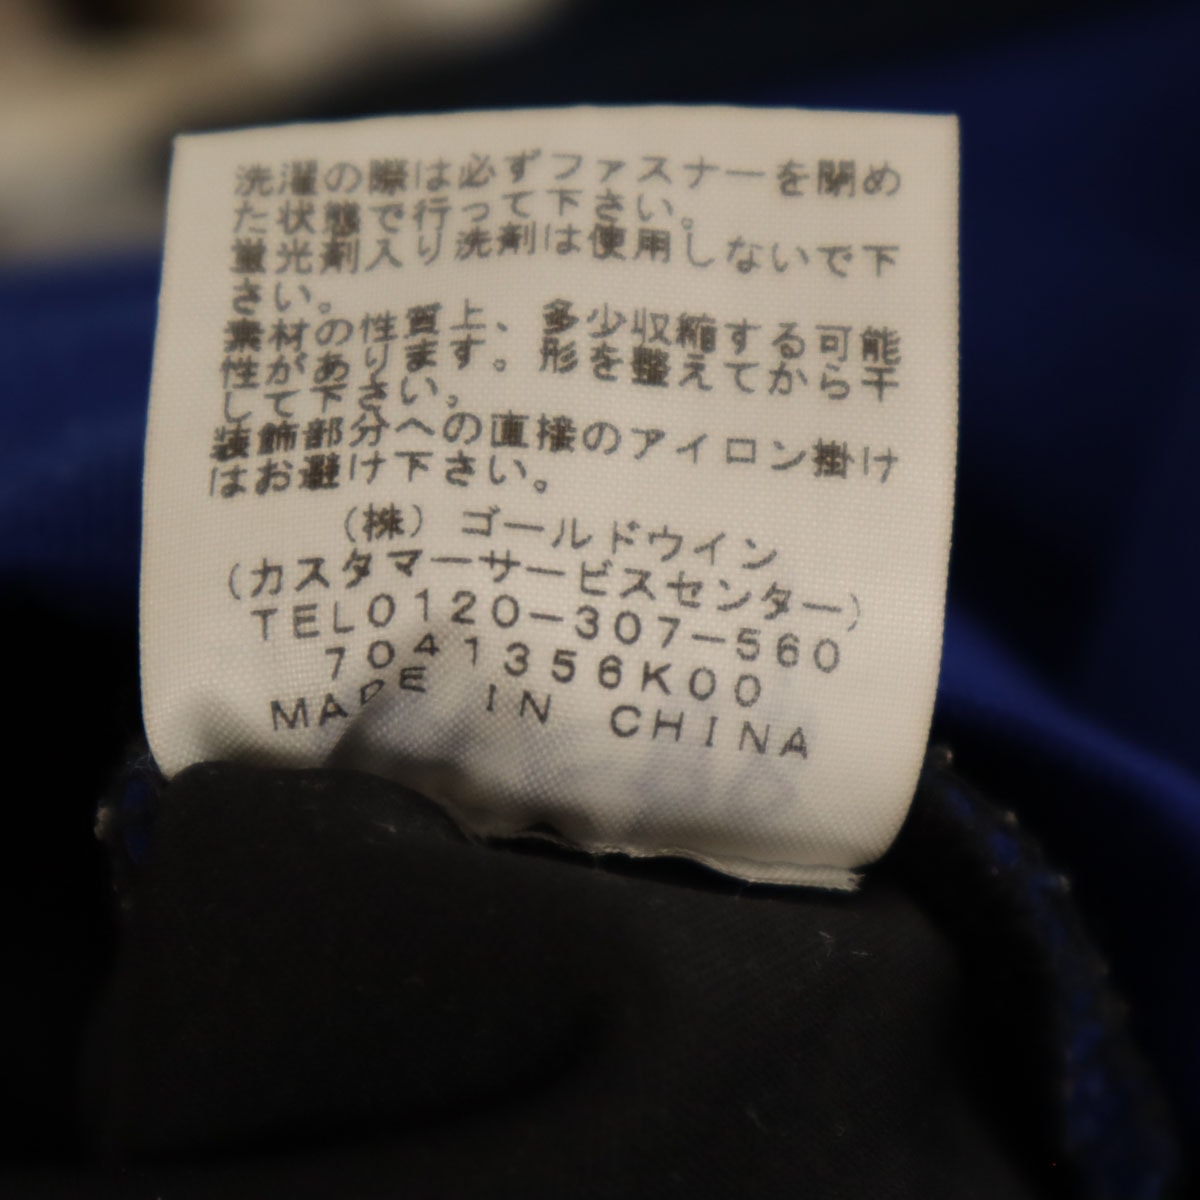 洗濯の際は必ずファスナーを閉め
た状態で行って下さい。
蛍光剤入り洗剤は使用しないで下
さい。
素材の性質上、多少収縮する可能
性があります。形を整えてから干
して下さい。
装飾部分への直接のアイロン掛け
はお避け下さい。
(株)ゴールドウイン
(カスタマーサービスセンター)
TEL0120-307-560
7041356K00
MADE IN CHINA